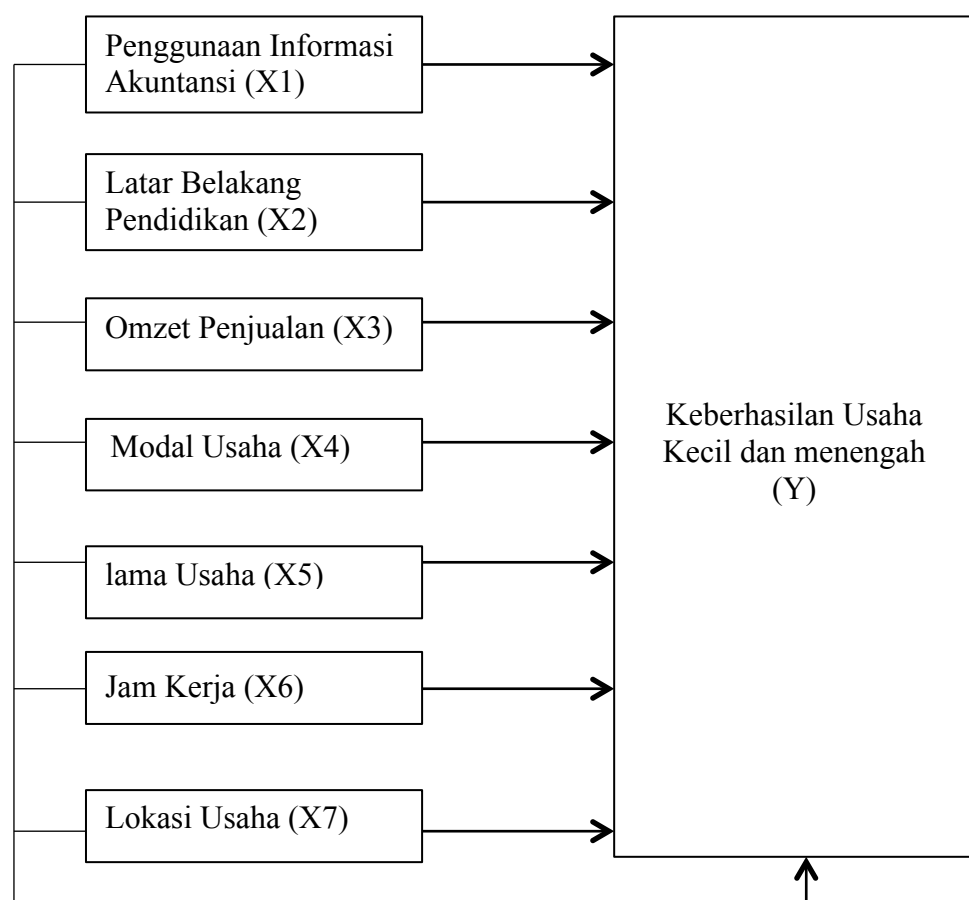 Penggunaan Informasi
Akuntansi (X1)
Latar Belakang
Pendidikan (X2)
Omzet Penjualan (X3)
Modal Usaha (X4)
lama Usaha (X5)
Jam Kerja (X6)
Lokasi Usaha (X7)
Keberhasilan Usaha
Kecil dan menengah
(Y)